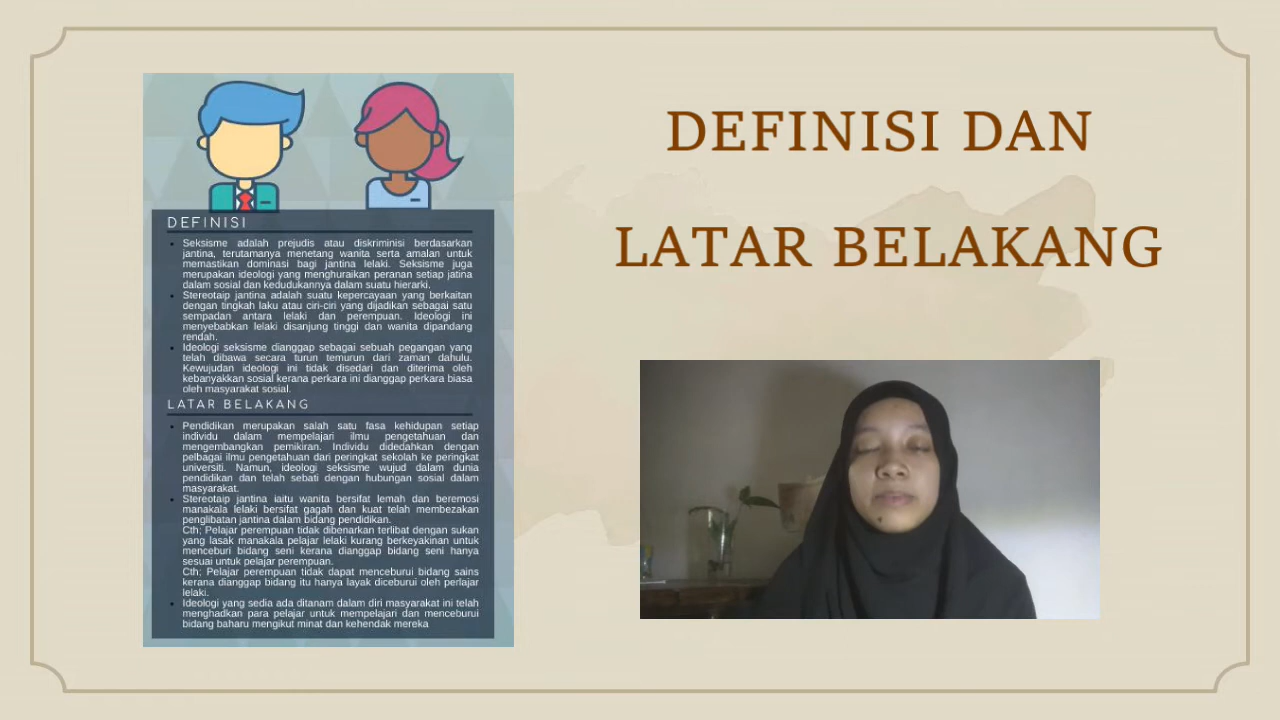 DEFINISI DAN
LATAR BELAKANG
DEFINISI
• Seksisme adalah prejudis atau diskriminisi berdasarkan
jantina, terutamanya menetang wanita serta amalan untuk
memastikan dominasi bagi jantina lelaki. Seksisme juga
merupakan ideologi yang menghuraikan peranan setiap jatina
dalam sosial dan kedudukannya dalam suatu hierarki.
• Stereotaip jantina adalah suatu kepercayaan yang berkaitan
dengan tingkah laku atau ciri-ciri yang dijadikan sebagai satu
sempadan antara lelaki dan perempuan. Ideologi ini
menyebabkan lelaki disanjung tinggi dan wanita dipandang
rendah.
• Ideologi seksisme dianggap sebagai sebuah pegangan yang
telah dibawa secara turun temurun dari zaman dahulu.
Kewujudan ideologi ini tidak disedari dan diterima oleh
kebanyakkan sosial kerana perkara ini dianggap perkara biasa
oleh masyarakat sosial.
LATAR BELAKANG
• Pendidikan merupakan salah satu fasa kehidupan setiap
individu dalam mempelajari ilmu pengetahuan dan
mengembangkan pemikiran. Individu didedahkan dengan
pelbagai ilmu pengetahuan dari peringkat sekolah ke peringkat
universiti. Namun, ideologi seksisme wujud dalam dunia
pendidikan dan telah sebati dengan hubungan sosial dalam
masyarakat.
• Stereotaip jantina iaitu wanita bersifat lemah dan beremosi
manakala lelaki bersifat gagah dan kuat telah membezakan
penglibatan jantina dalam bidang pendidikan.
Cth; Pelajar perempuan tidak dibenarkan terlibat dengan sukan
yang lasak manakala pelajar lelaki kurang berkeyakinan untuk
menceburi bidang seni kerana dianggap bidang seni hanya
sesuai untuk pelajar perempuan.
Cth; Pelajar perempuan tidak dapat menceburui bidang sains
kerana dianggap bidang itu hanya layak diceburui oleh perlajar
lelaki.
• Ideologi yang sedia ada ditanam dalam diri masyarakat ini telah
menghadkan para pelajar untuk mempelajari dan menceburui
bidang baharu mengikut minat dan kehendak mereka